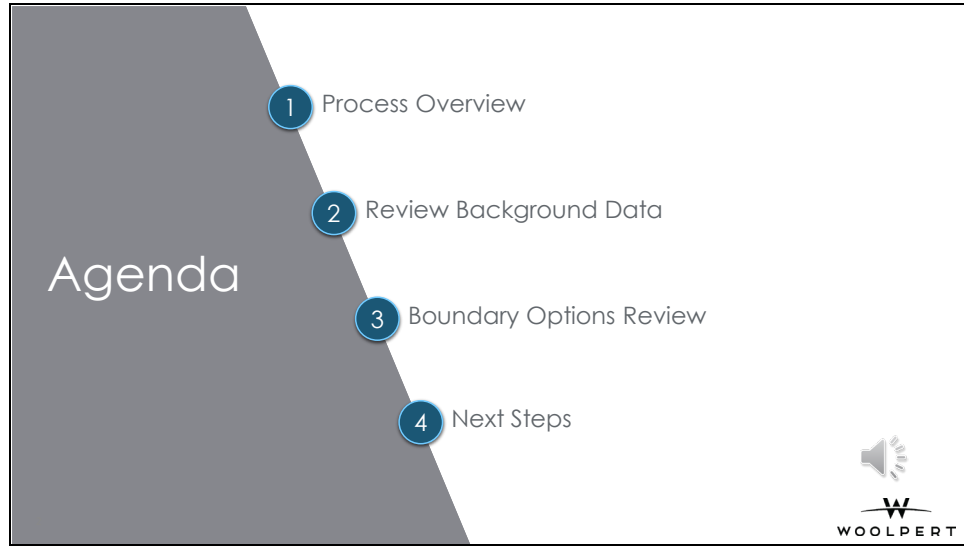 Agenda
1 Process Overview
2 Review Background Data
3 Boundary Options Review
4 Next Steps
W
WOOLPERT